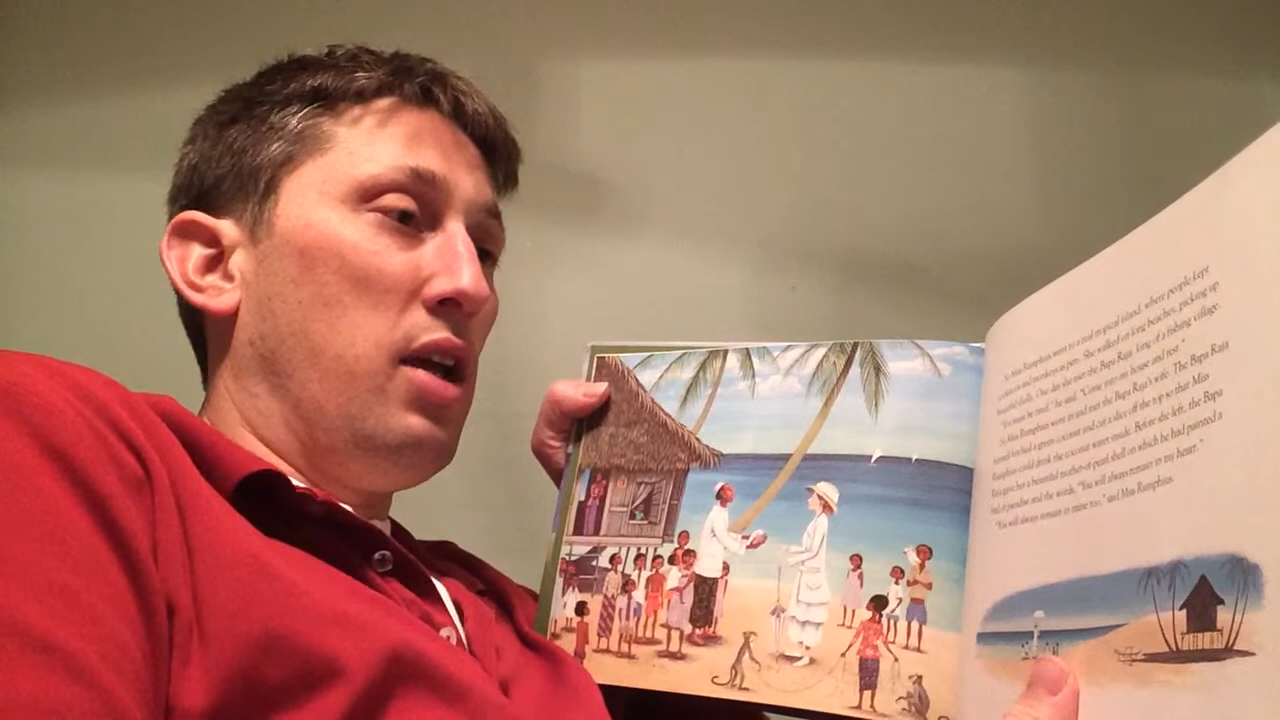 So Miss Rumphius went to a real tropical island, where people kept
cockatoos and monkeys as pets. She walked on long beaches, picking up
beautiful shells. One day she met the Bapa Raja, king of a fishing village.
"You must be tired," he said. "Come into my house and rest."
So Miss Rumphius went in and met the Bapa Raja's wife. The Bapa Raja
himself fetched a green coconut and cut a slice off the top so that Miss
Rumphius could drink the coconut water inside. Before she left, the Bapa
Raja gave her a beautiful mother-of-pearl shell on which he had painted a
bird of paradise and the words, "You will always remain in my heart."
"You will always remain in mine too," said Miss Rumphius.